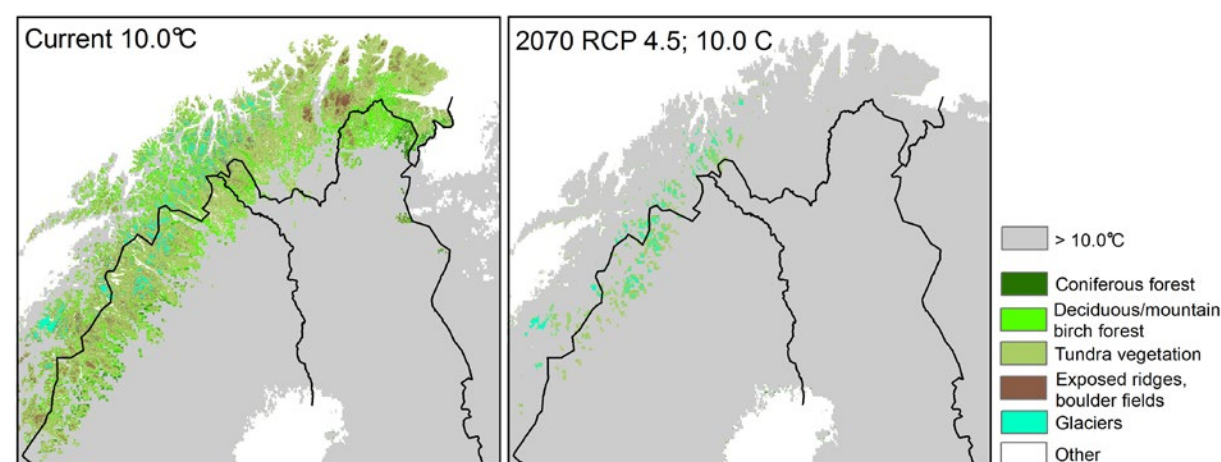 Current 10.0℃
2070 RCP 4.5; 10.0 C
> 10.0℃
Coniferous forest
Deciduous/mountain
birch forest
Tundra vegetation
Exposed ridges,
boulder fields
Glaciers
Other